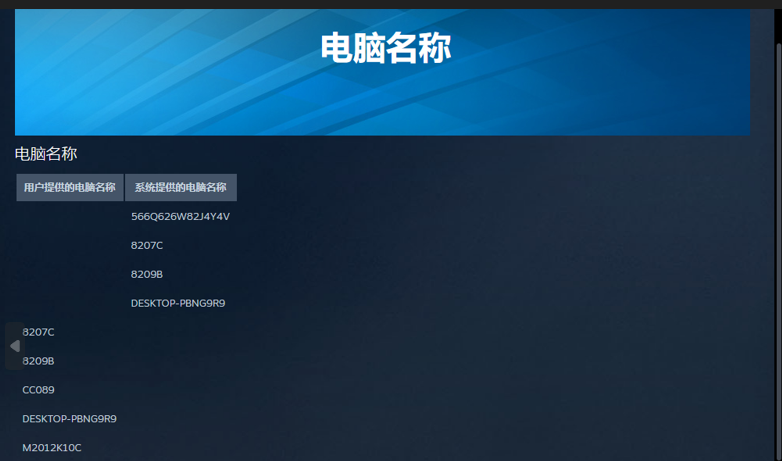 电脑名称
电脑名称
用户提供的电脑名称 系统提供的电脑名称
566Q626W82J4Y4V
8207C
8209B
DESKTOP-PBNG9R9
8207C
8209B
CC089
DESKTOP-PBNG9R9
M2012K10C